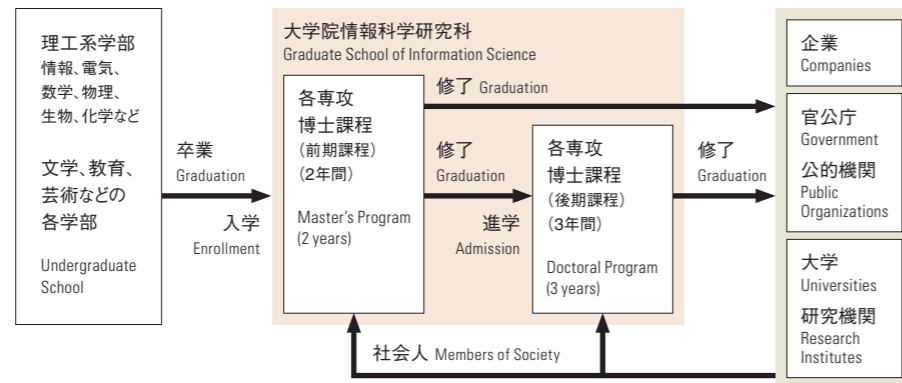 理工系学部
情報、電気、
数学、物理、
生物、化学など
文学、教育、
芸術などの
各学部
Undergraduate
School
卒業
Graduation
入学
Enrollment
大学院情報科学研究科
Graduate School of Information Science
各専攻
博士課程
(前期課程)
(2年間)
Master's Program
(2 years)
修了 Graduation
修了
Graduation
進学
Admission
各専攻
博士課程
(後期課程)
(3年間)
Doctoral Program
(3 years)
修了
Graduation
社会人 Members of Society
企業
Companies
官公庁
Government
公的機関
Public
Organizations
大学
Universities
研究機関
Research
Institutes